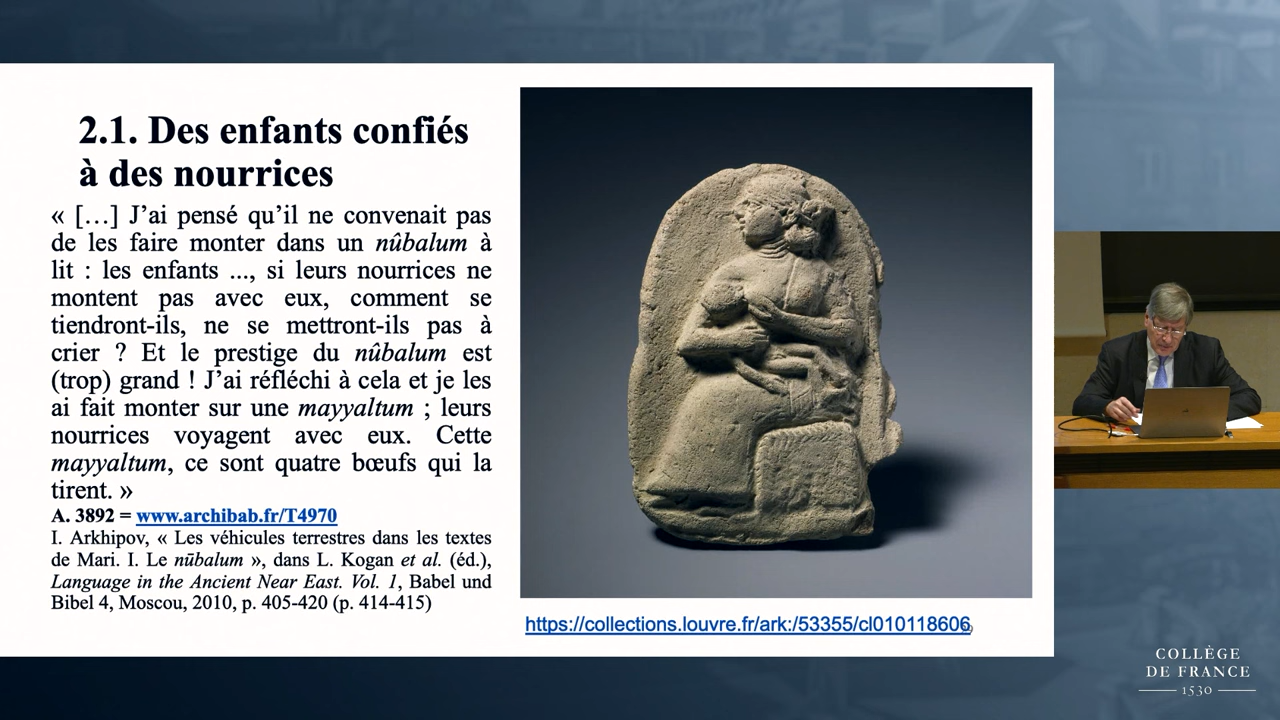 2.1. Des enfants confiés
à des nourrices
« […] J’ai pensé qu’il ne convenait pas
de les faire monter dans un nûbalum à
lit : les enfants ..., si leurs nourrices ne
montent pas avec eux, comment se
tiendront-ils, ne se mettront-ils pas à
crier ? Et le prestige du nûbalum est
(trop) grand ! J’ai réfléchi à cela et je les
ai fait monter sur une mayyaltum ; leurs
nourrices voyagent avec eux. Cette
mayyaltum, ce sont quatre bœufs qui la
tirent. »
A. 3892 = www.archibab.fr/T4970
I. Arkhipov, « Les véhicules terrestres dans les textes
de Mari. I. Le nūbalum », dans L. Kogan et al. (éd.),
Language in the Ancient Near East. Vol. 1, Babel und
Bibel 4, Moscou, 2010, p. 405-420 (p. 414-415)
https://collections.louvre.fr/ark:/53355/cl010118606
COLLÈGE
DE FRANCE
1530